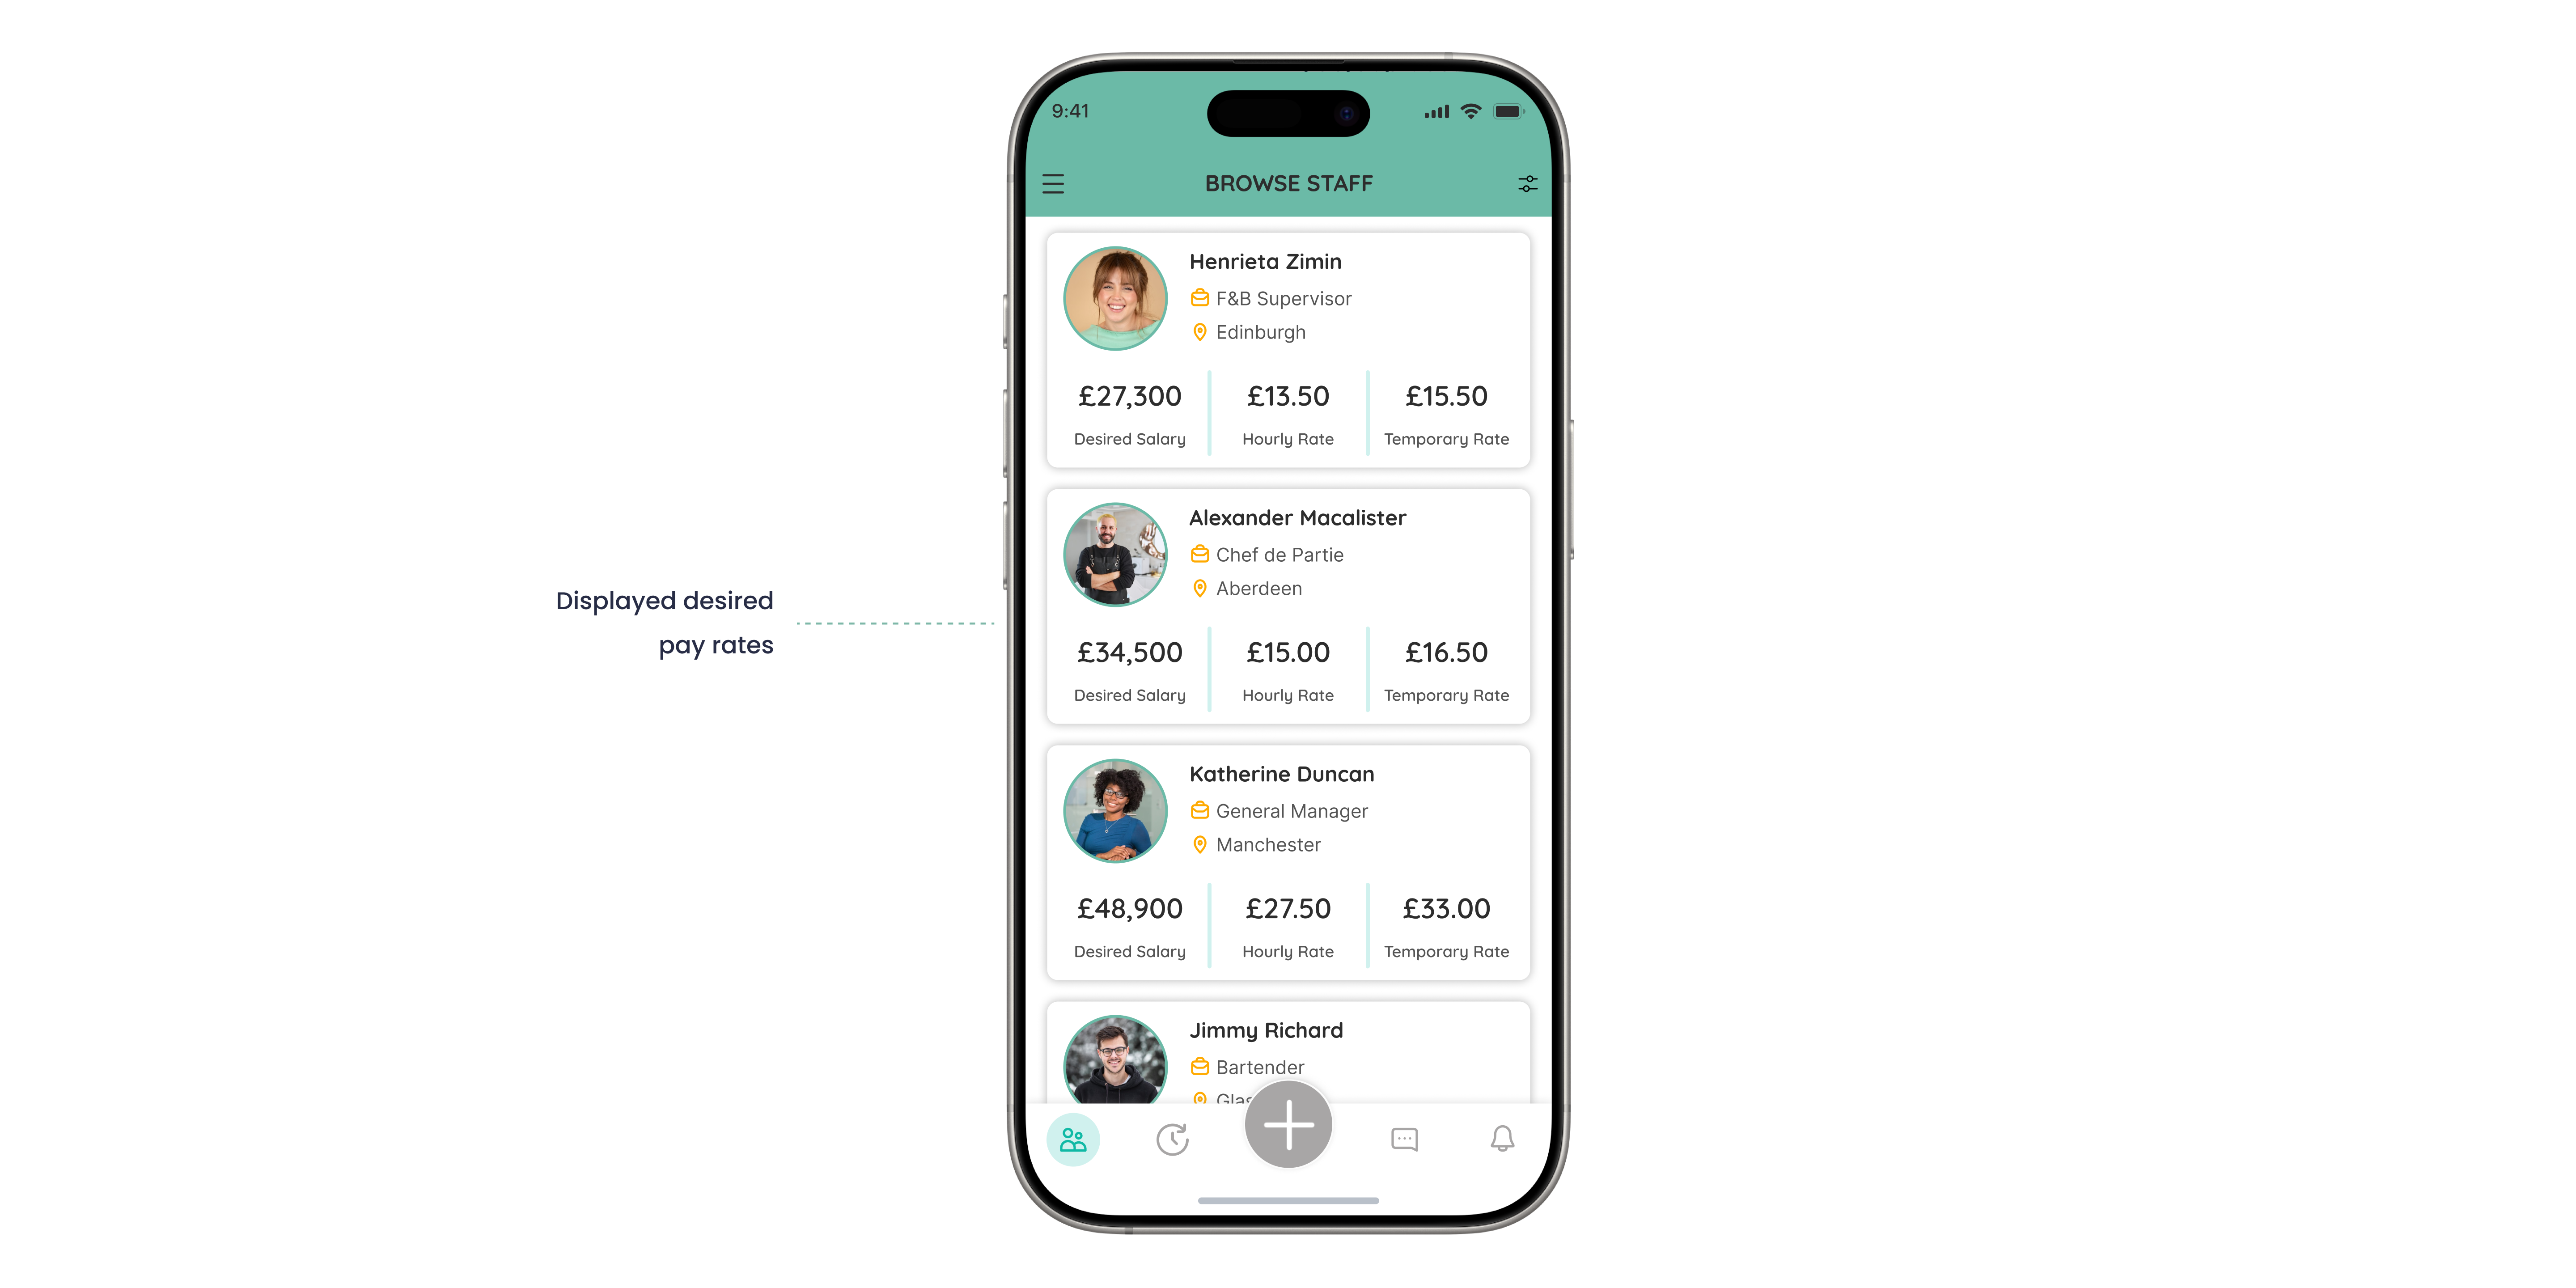 9:41
BROWSE STAFF
Henrieta Zimin
F&B Supervisor
Edinburgh
£27,300 £13.50 £15.50
Desired Salary Hourly Rate Temporary Rate
Alexander Macalister
Chef de Partie
Aberdeen
Displayed desired
pay rates
£34,500 £15.00 £16.50
Desired Salary Hourly Rate Temporary Rate
Katherine Duncan
General Manager
Manchester
£48,900 £27.50 £33.00
Desired Salary Hourly Rate Temporary Rate
Jimmy Richard
Bartender